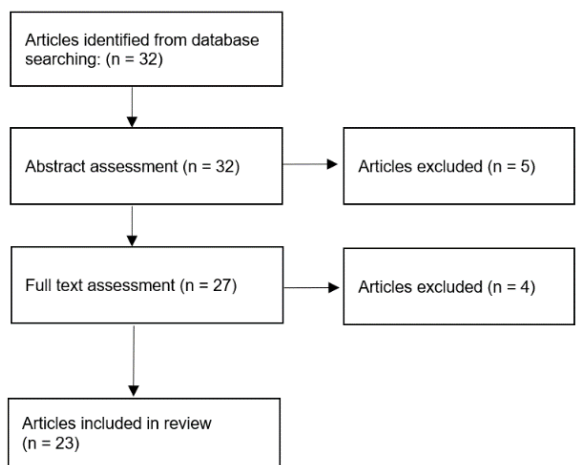 Articles identified from database
searching: (n = 32)
Abstract assessment (n = 32)
Articles excluded (n = 5)
Full text assessment (n = 27)
Articles excluded (n = 4)
Articles included in review
(n = 23)